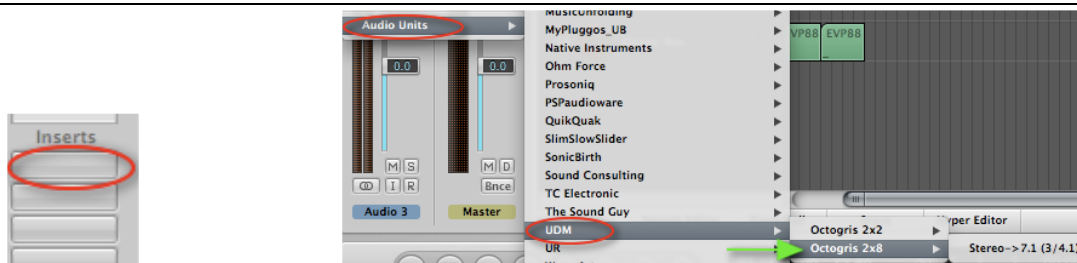 Inserts
Audio Units
0.0 0.0
M S M D
I R Bnce
Audio 3 Master
MusicUnfolding
MyPluggos_UB
Native Instruments
Ohm Force
Prosoniq
PSPaudioware
QuikQuak
SlimSlowSlider
SonicBirth
Sound Consulting
TC Electronic
The Sound Guy
UDM
UR
VP88 EVP88
yper Editor
Octogris 2x2
Octogris 2x8
Stereo->7.1 (3/4.1)